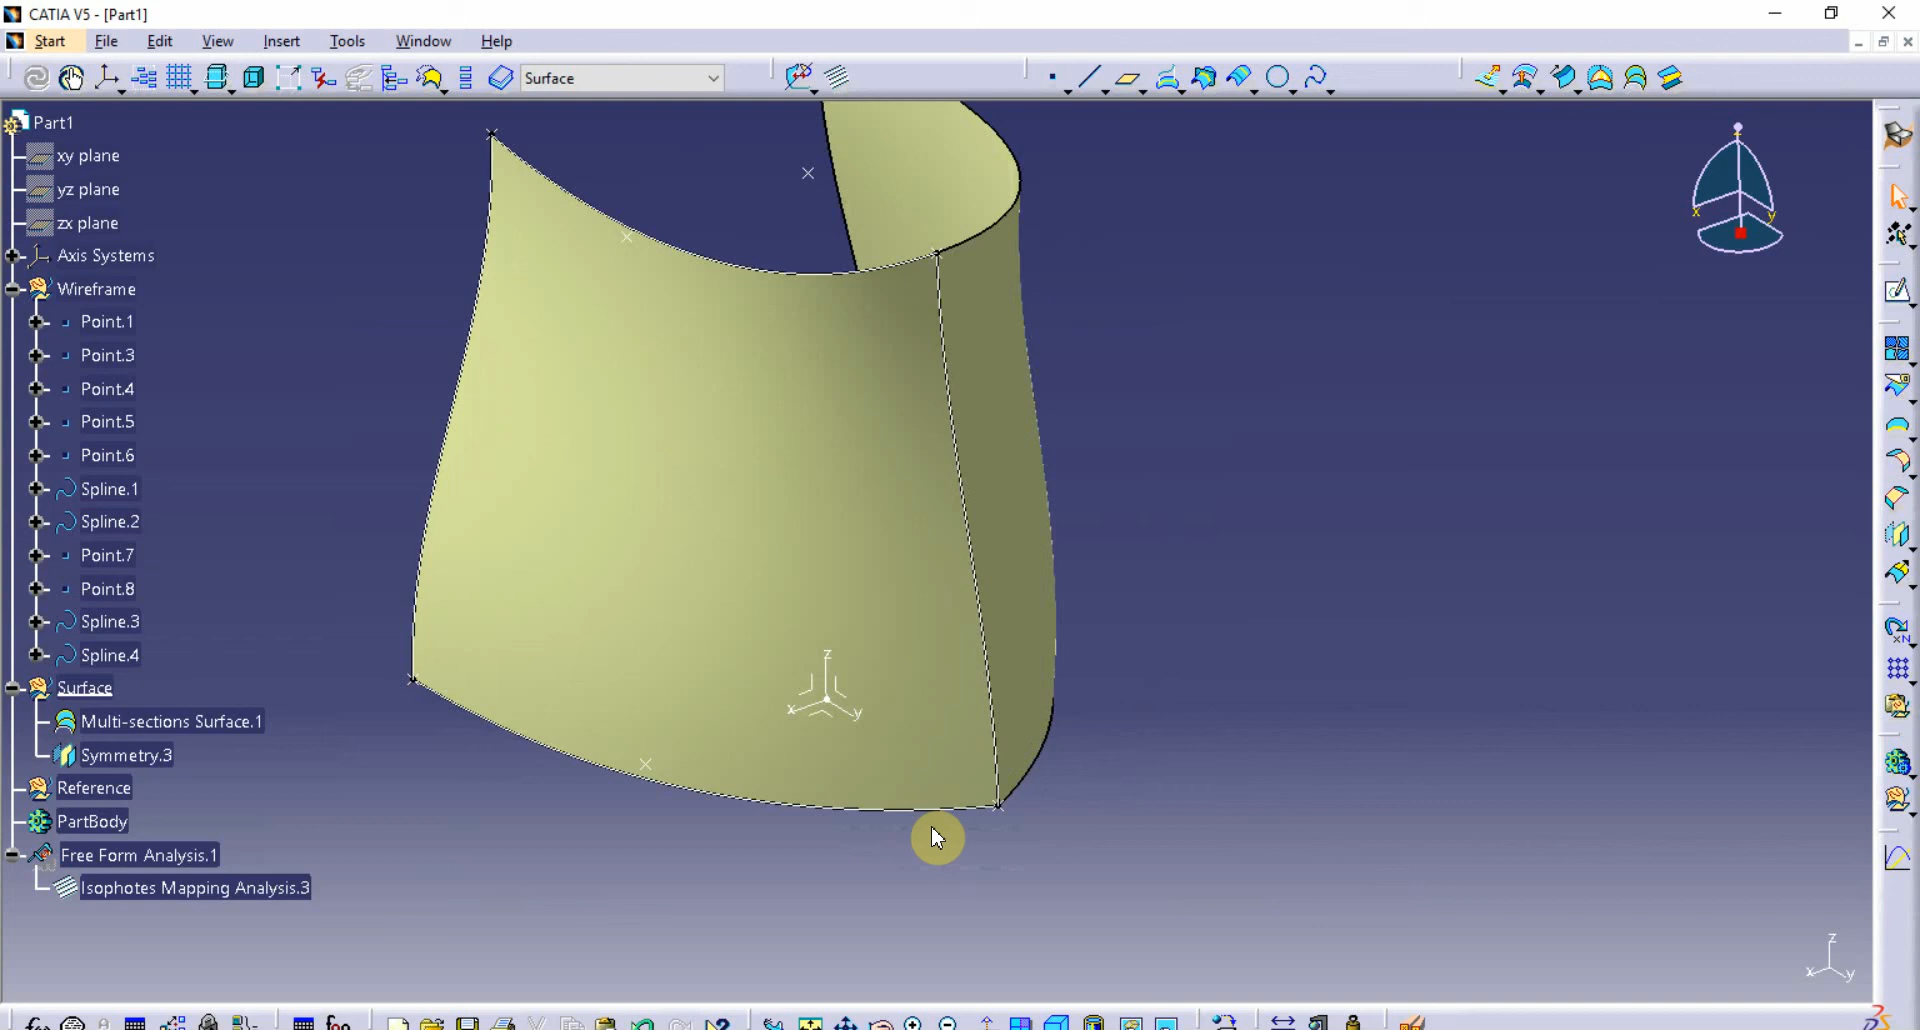 CATIA V5 - [Part1]
Start File Edit View Insert Tools Window Help
Surface
Part1
xy plane
yz plane
zx plane
Axis Systems
Wireframe
Point.1
Point.3
Point.4
Point.5
Point.6
Spline.1
Spline.2
Point.7
Point.8
Spline.3
Spline.4
Surface
Multi-sections Surface.1
Symmetry.3
Reference
PartBody
Free Form Analysis.1
Isophotes Mapping Analysis.3
z
x y
z
x y
z
x y